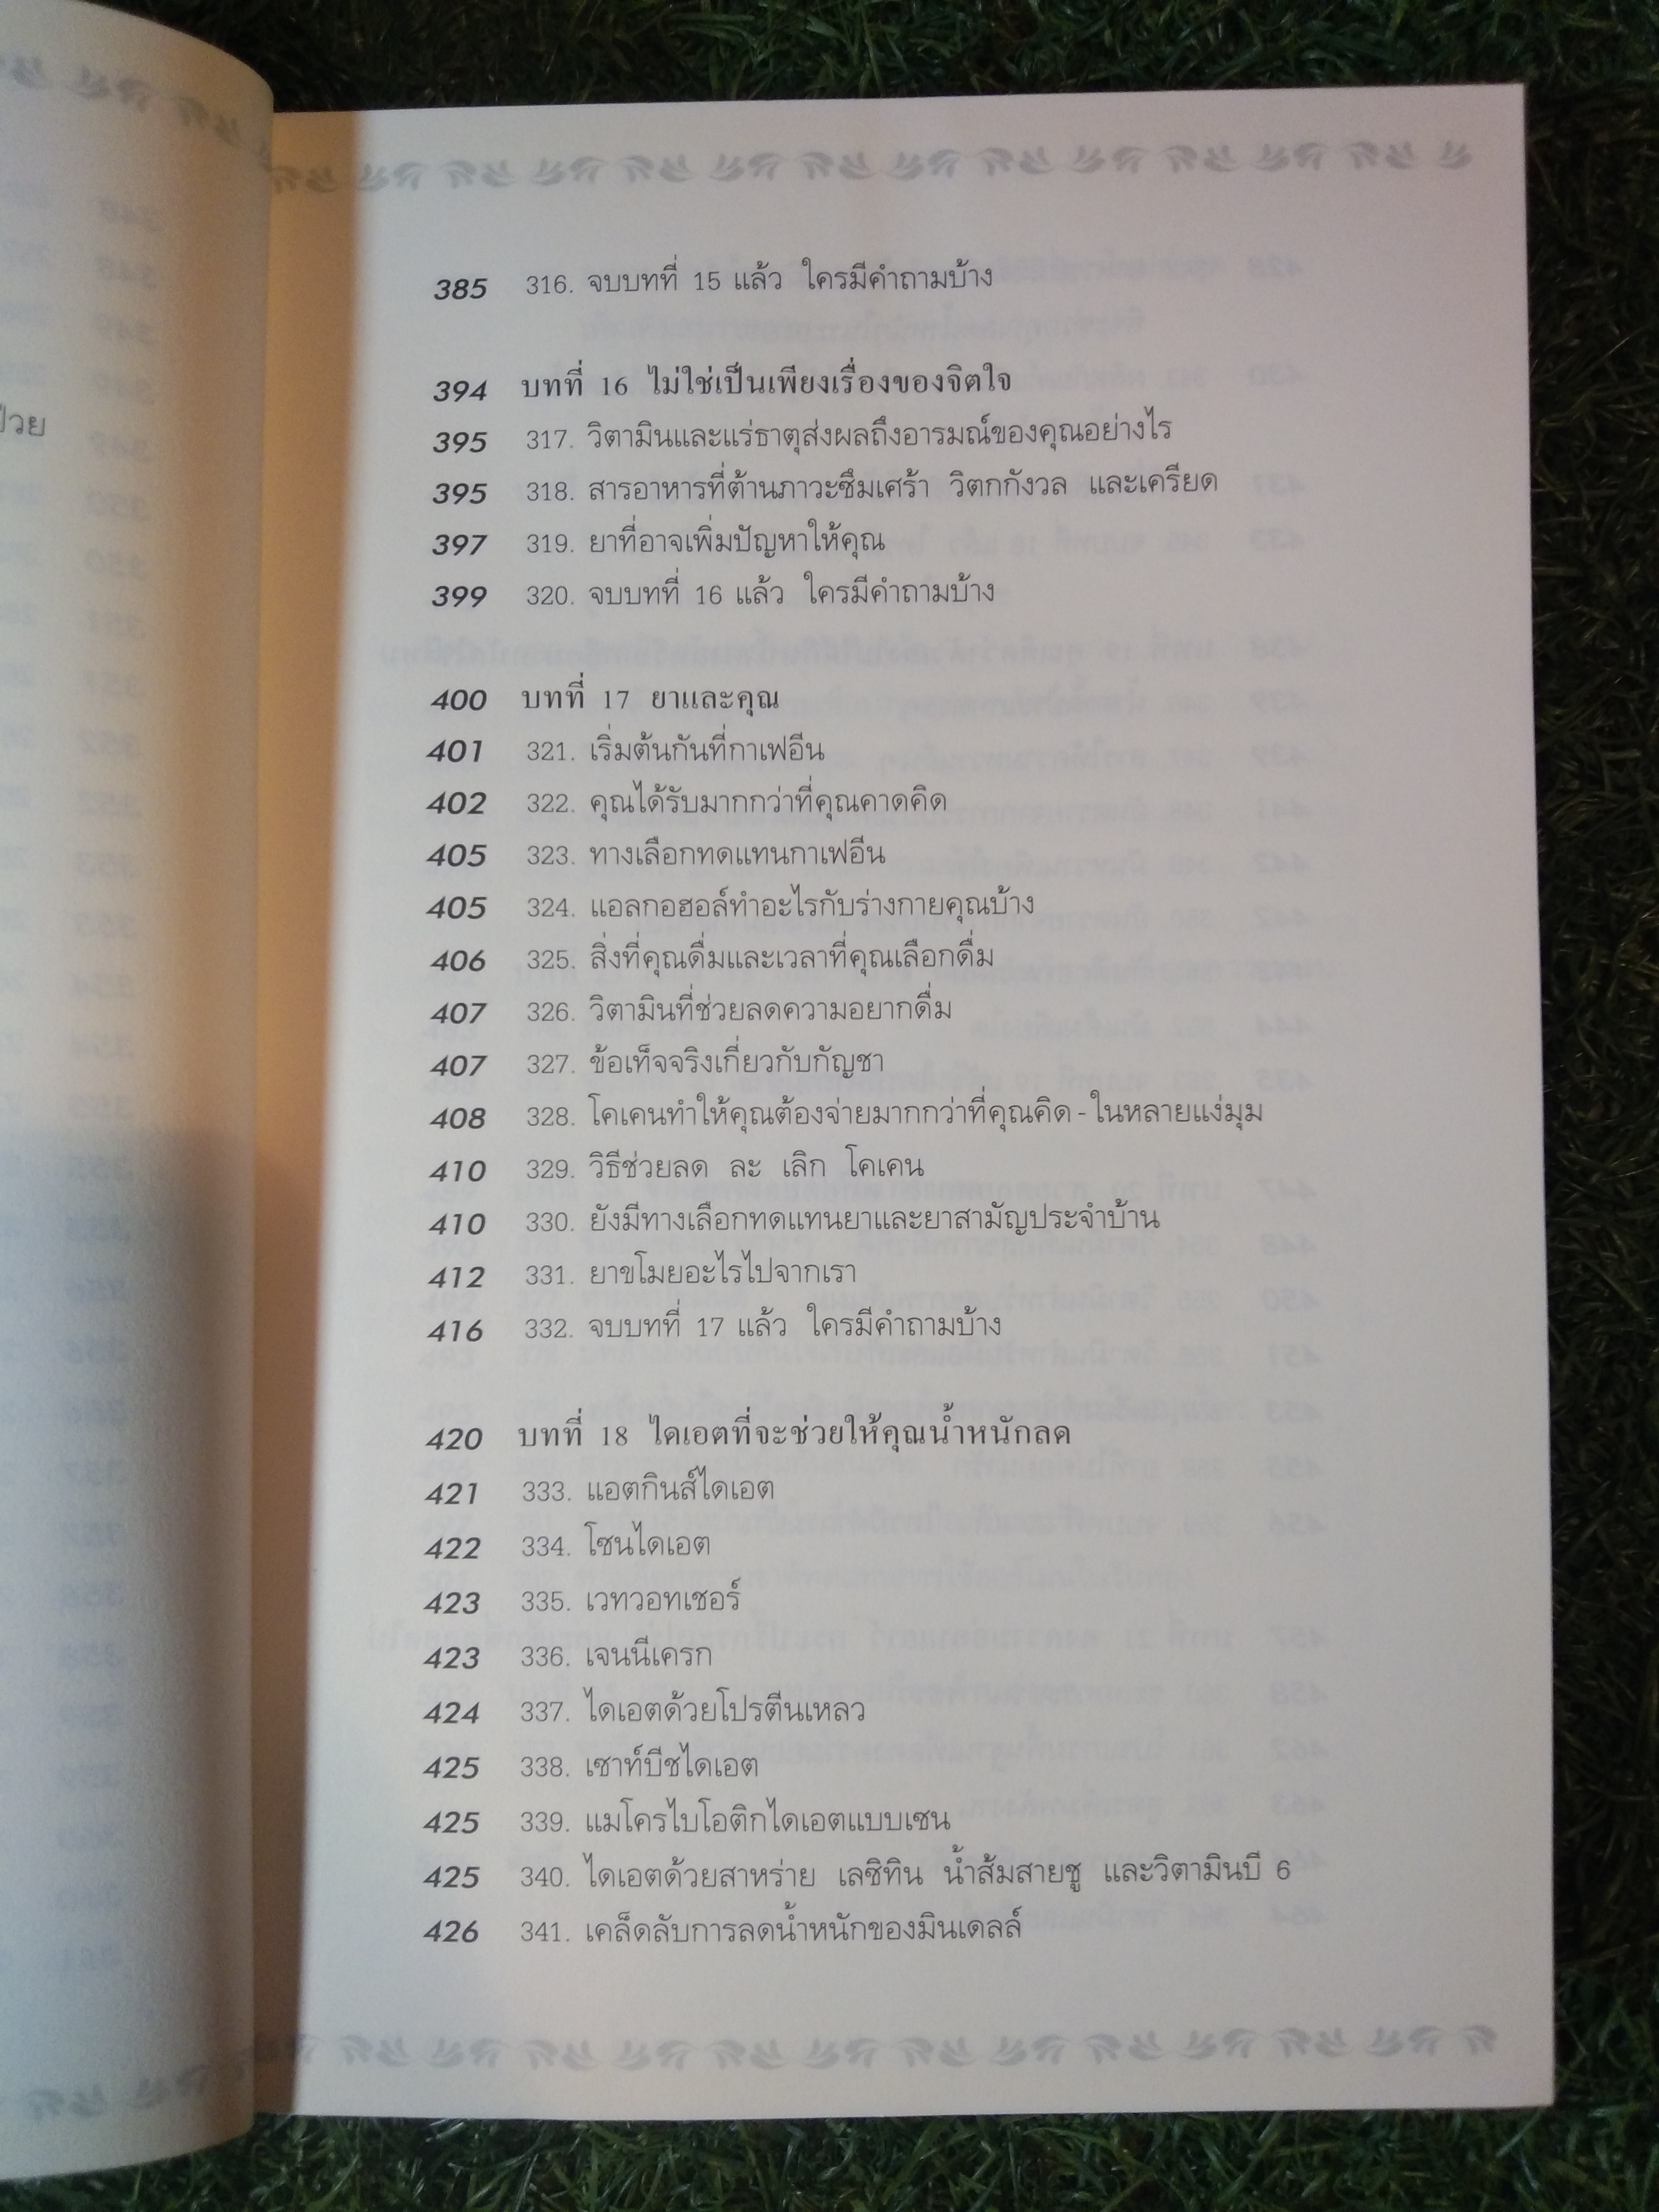 385 316. จบบทที่ 15 แล้ว ใครมีคำถามบ้าง
394 บทที่ 16 ไม่ใช่เป็นเพียงเรื่องของจิตใจ
395 317. วิตามินและแร่ธาตุส่งผลถึงอารมณ์ของคุณอย่างไร
395 318. สารอาหารที่ต้านภาวะซึมเศร้า วิตกกังวล และเครียด
397 319. ยาที่อาจเพิ่มปัญหาให้คุณ
399 320. จบบทที่ 16 แล้ว ใครมีคำถามบ้าง
400 บทที่ 17 ยาและคุณ
401 321. เริ่มต้นกันที่กาเฟอีน
402 322. คุณได้รับมากกว่าที่คุณคาดคิด
405 323. ทางเลือกทดแทนกาเฟอีน
405 324. แอลกอฮอล์ทำอะไรกับร่างกายคุณบ้าง
406 325. สิ่งที่คุณดื่มและเวลาที่คุณเลือกดื่ม
407 326. วิตามินที่ช่วยลดความอยากดื่ม
407 327. ข้อเท็จจริงเกี่ยวกับกัญชา
408 328. โคเคนทำให้คุณต้องจ่ายมากกว่าที่คุณคิด - ในหลายแง่มุม
410 329. วิธีช่วยลด ละ เลิก โคเคน
410 330. ยังมีทางเลือกทดแทนยาและยาสามัญประจำบ้าน
412 331. ยาขโมยอะไรไปจากเรา
416 332. จบบทที่ 17 แล้ว ใครมีคำถามบ้าง
420 บทที่ 18 ไดเอตที่จะช่วยให้คุณน้ำหนักลด
421 333. แอตกินส์ไดเอต
422 334. โซนไดเอต
423 335. เวทวอทเชอร์
423 336. เจนนีเครก
424 337. ไดเอตด้วยโปรตีนเหลว
425 338. เซาท์บีชไดเอต
425 339. แมโครไบโอติกไดเอตแบบเซน
425 340. ไดเอตด้วยสาหร่าย เลซิทิน น้ำส้มสายชู และวิตามินบี 6
426 341. เคล็ดลับการลดน้ำหนักของมินเดลล์